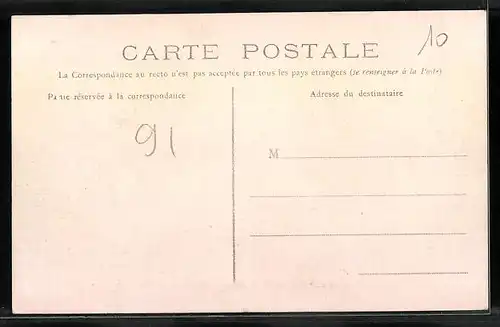 10
CARTE POSTALE
La Correspondance au recto n'est pas acceptée par tous les pays étrangers (se renseigner à la Poste)
Partie réservée à la correspondance
Adresse du destinataire
91
M